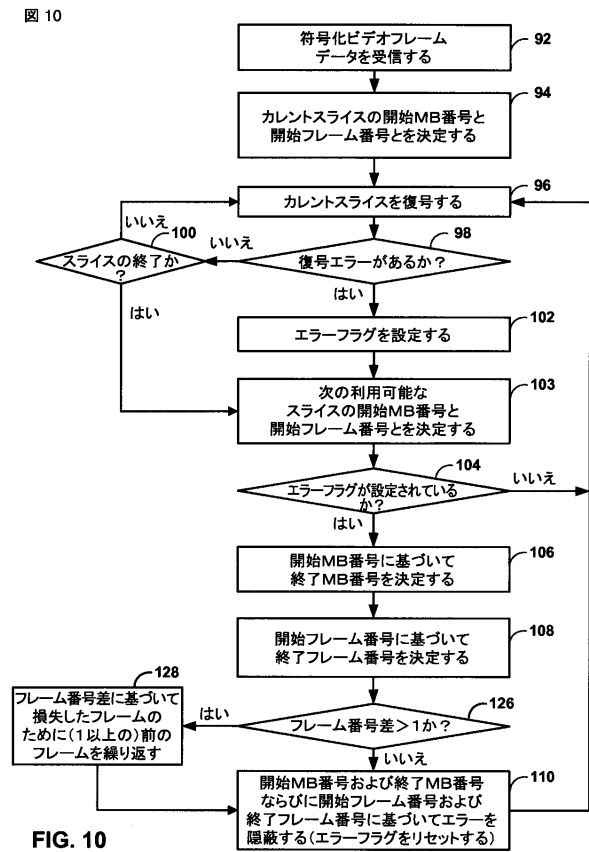 図 10
符号化ビデオフレーム
データを受信する
92
カレントスライスの開始MB番号と
開始フレーム番号とを決定する
94
カレントスライスを復号する
96
いいえ
100
スライスの終了か
?
いいえ
復号エラーがあるか?
98
はい
はい
エラーフラグを設定する
102
次の利用可能な
スライスの開始MB番号と
開始フレーム番号とを決定する
103
エラーフラグが設定されている
か?
104
いいえ
はい
開始MB番号に基づいて
終了MB番号を決定する
106
開始フレーム番号に基づいて
終了フレーム番号を決定する
108
128
フレーム番号差に基づいて
損失したフレームの
ために(1以上の)前の
フレームを繰り返す
はい
フレーム番号差>1か?
126
いいえ
開始MB番号および終了MB番号
ならびに開始フレーム番号および
終了フレーム番号に基づいてエラーを
隠蔽する(エラーフラグをリセットする)
110
FIG. 10